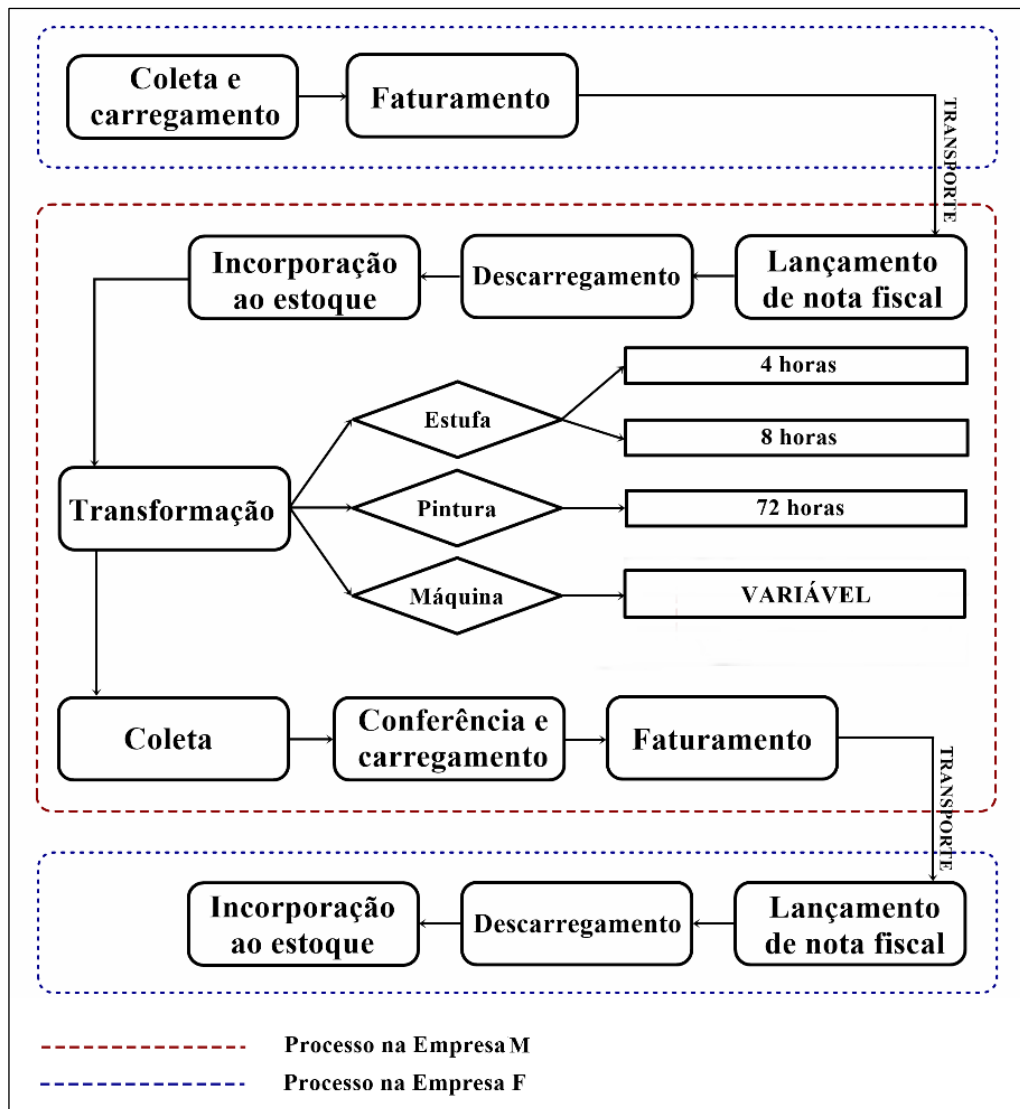 Coleta e
carregamento
Faturamento
TRANSPORTE
Incorporação
ao estoque
Descarregamento
Lançamento
de nota fiscal
4 horas
Estufa
8 horas
Transformação
Pintura
72 horas
Máquina
VARIÁVEL
Coleta
Conferência e
carregamento
Faturamento
TRANSPORTE
Incorporação
ao estoque
Descarregamento
Lançamento
de nota fiscal
Processo na Empresa M
Processo na Empresa F